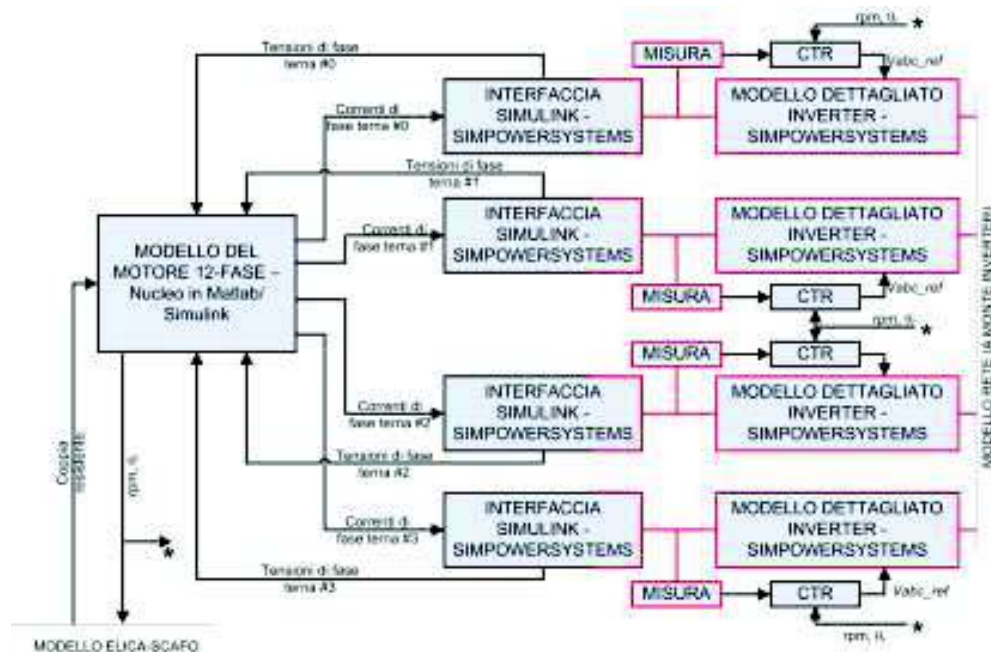 Tensioni di fase
terna #0
MISURA
rpm, ϑ,
*
CTR
Vabc_ref
Correnti di
fase terna #0
INTERFACCIA
SIMULINK -
SIMPOWERSYSTEMS
MODELLO DETTAGLIATO
INVERTER -
SIMPOWERSYSTEMS
Tensioni di fase
terna #1
MODELLO DEL
MOTORE 12-FASE –
Nucleo in Matlab/
Simulink
Correnti di
fase terna #1
INTERFACCIA
SIMULINK -
SIMPOWERSYSTEMS
MODELLO DETTAGLIATO
INVERTER -
SIMPOWERSYSTEMS
MISURA
CTR
Vabc_ref
rpm,
*
MISURA
CTR
Correnti di
fase terna #2
INTERFACCIA
SIMULINK -
SIMPOWERSYSTEMS
MODELLO DETTAGLIATO
INVERTER -
SIMPOWERSYSTEMS
Tensioni di fase
terna #2
Coppia
resistente
rpm,
*
Correnti di
fase terna #3
INTERFACCIA
SIMULINK -
SIMPOWERSYSTEMS
MODELLO DETTAGLIATO
INVERTER -
SIMPOWERSYSTEMS
Tensioni di fase
terna #3
MISURA
CTR
Vabc_ref
rpm,
*
MODELLO RETE (A MONTE INVERTER)
MODELLO ELICA-SCAFO